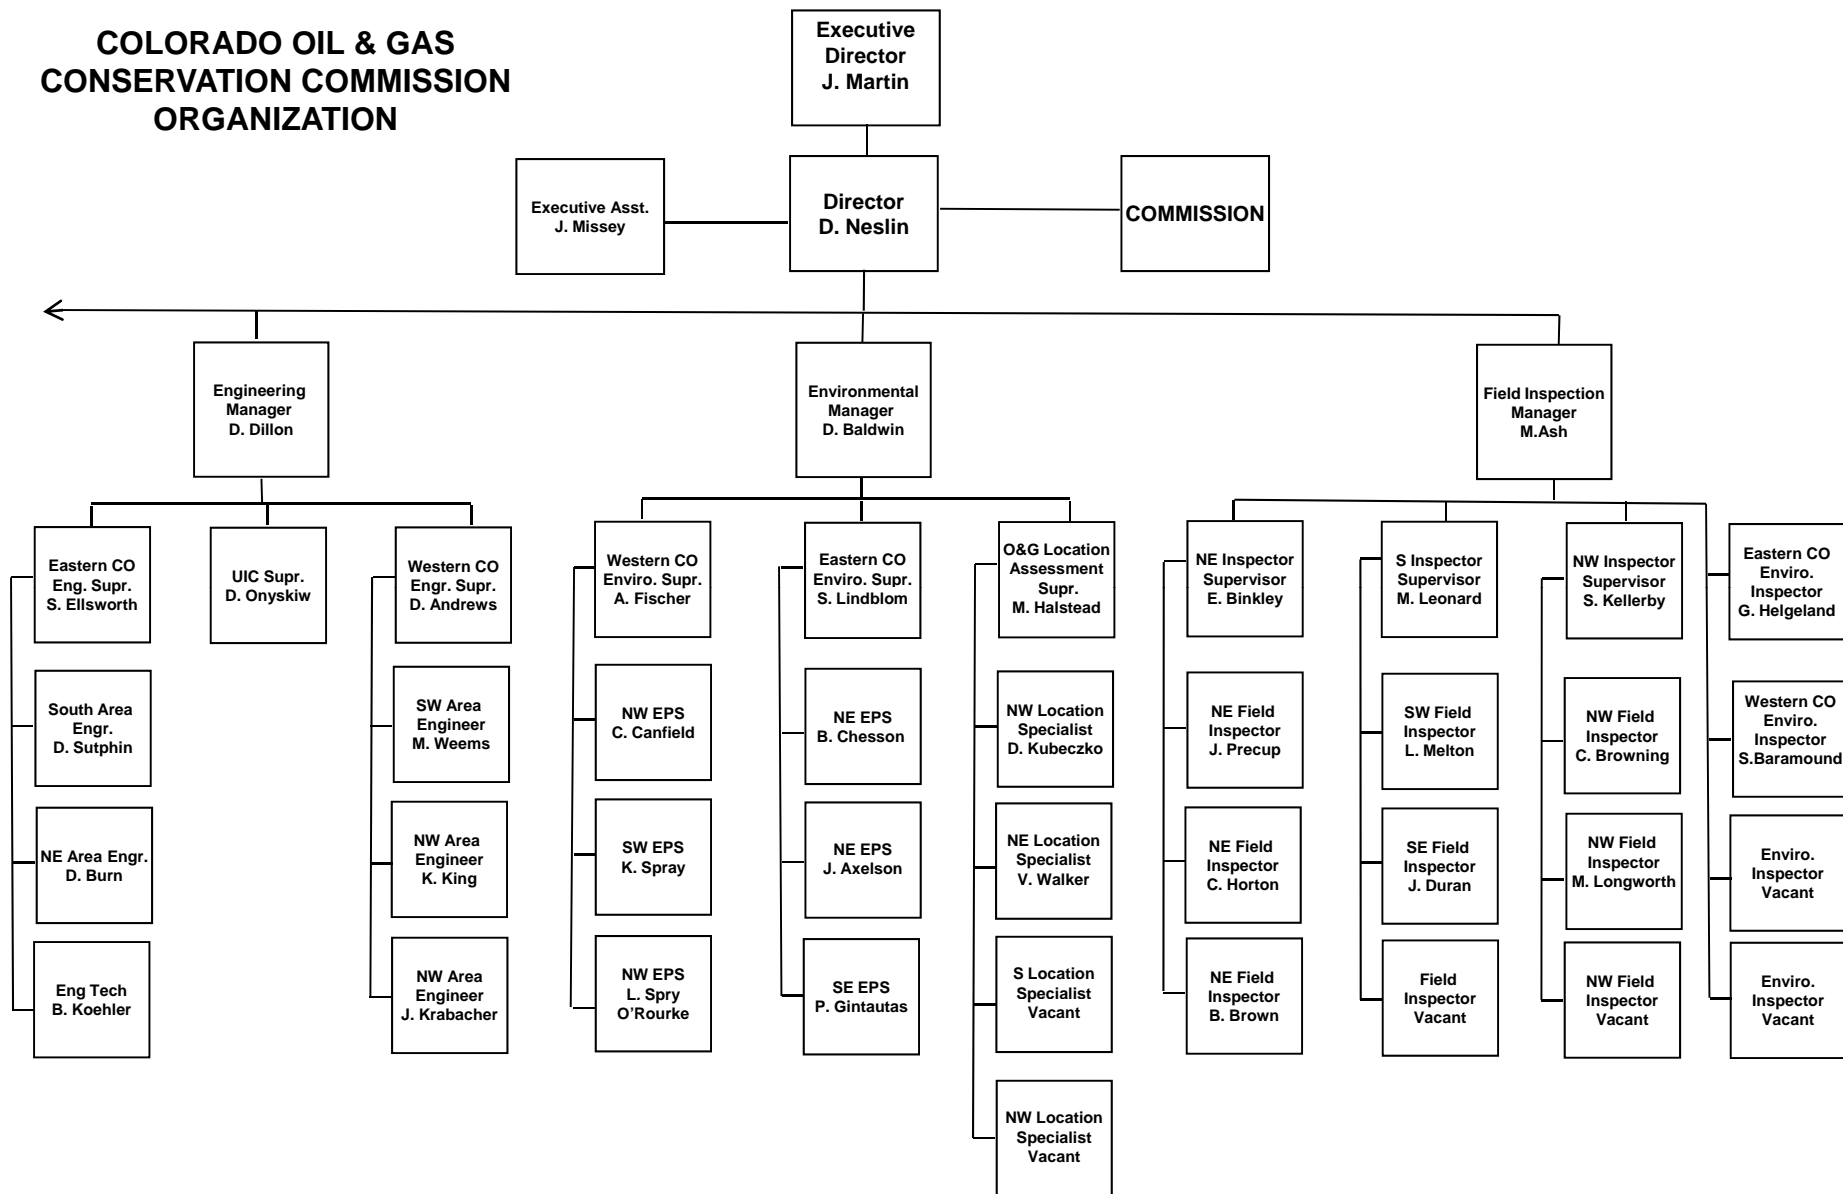 COLORADO OIL & GAS
CONSERVATION COMMISSION
ORGANIZATION
Executive
Director
J. Martin
Executive Asst.
J. Missey
Director
D. Neslin
COMMISSION
Engineering
Manager
D. Dillon
Environmental
Manager
D. Baldwin
Field Inspection
Manager
M.Ash
Eastern CO
Eng. Supr.
S. Ellsworth
UIC Supr.
D. Onyskiw
Western CO
Engr. Supr.
D. Andrews
Western CO
Enviro. Supr.
A. Fischer
Eastern CO
Enviro. Supr.
S. Lindblom
O&G Location
Assessment
Supr.
M. Halstead
NE Inspector
Supervisor
E. Binkley
S Inspector
Supervisor
M. Leonard
NW Inspector
Supervisor
S. Kellerby
Eastern CO
Enviro.
Inspector
G. Helgeland
South Area
Engr.
D. Sutphin
SW Area
Engineer
M. Weems
NW EPS
C. Canfield
NE EPS
B. Chesson
NW Location
Specialist
D. Kubeczko
NE Field
Inspector
J. Precup
SW Field
Inspector
L. Melton
NW Field
Inspector
C. Browning
Western CO
Enviro.
Inspector
S.Baramound
NE Area Engr.
D. Burn
NW Area
Engineer
K. King
SW EPS
K. Spray
NE EPS
J. Axelson
NE Location
Specialist
V. Walker
NE Field
Inspector
C. Horton
SE Field
Inspector
J. Duran
NW Field
Inspector
M. Longworth
Enviro.
Inspector
Vacant
Eng Tech
B. Koehler
NW Area
Engineer
J. Krabacher
NW EPS
L. Spry
O’Rourke
SE EPS
P. Gintautas
S Location
Specialist
Vacant
NE Field
Inspector
B. Brown
Field
Inspector
Vacant
NW Field
Inspector
Vacant
Enviro.
Inspector
Vacant
NW Location
Specialist
Vacant